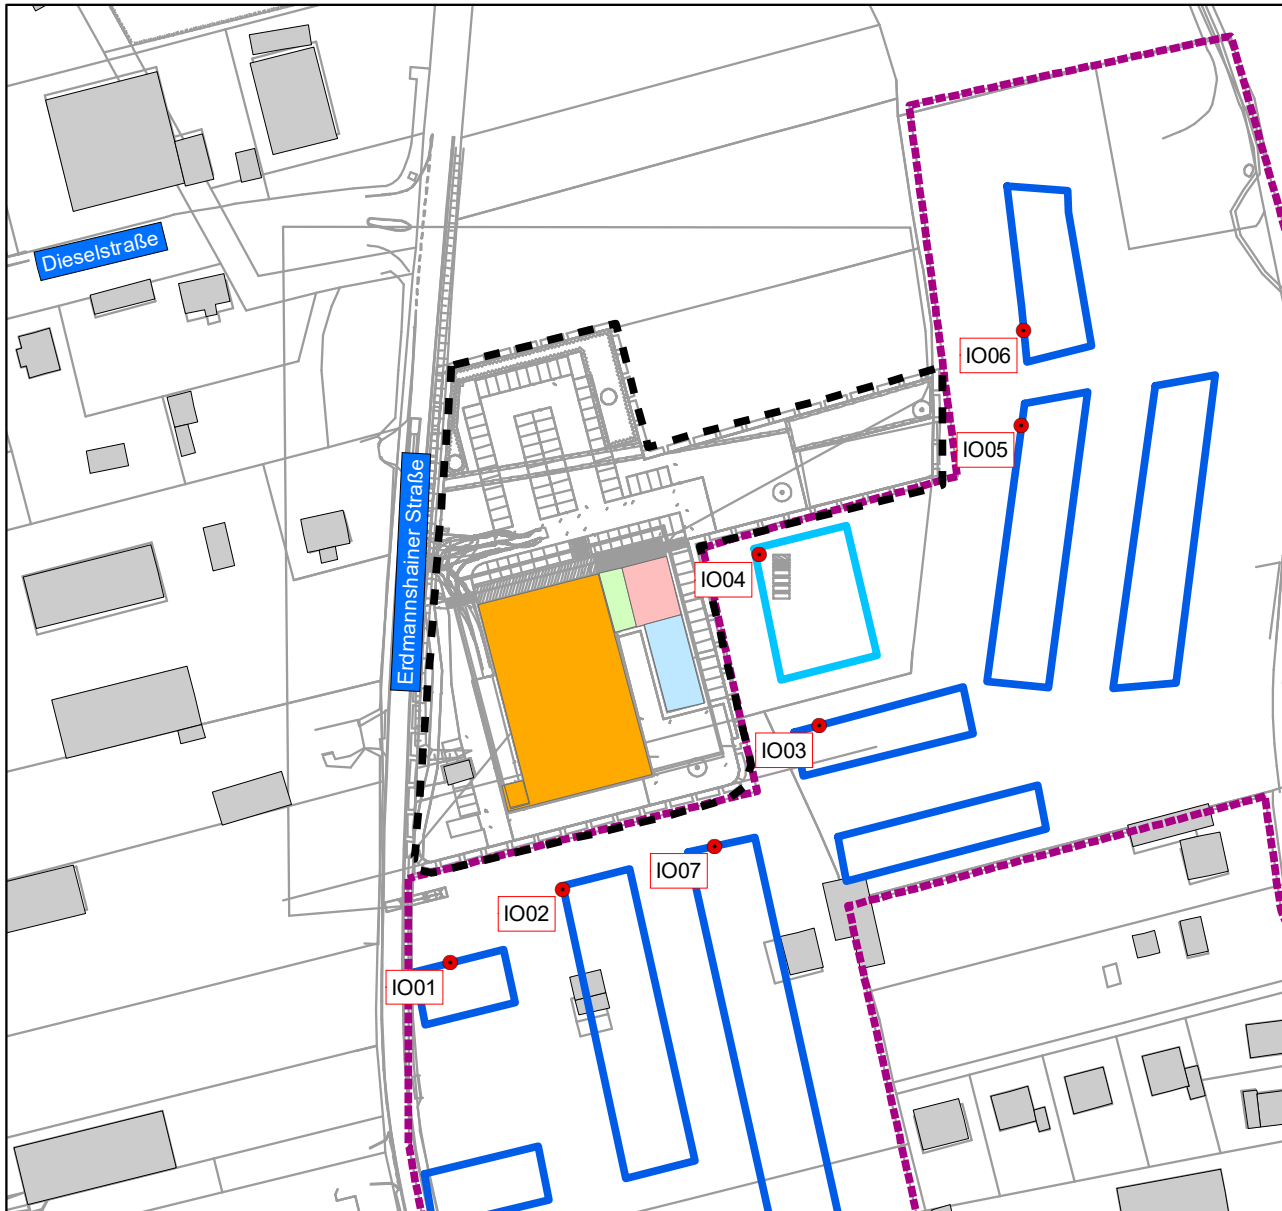 Dieselstraße
IO06
IO05
Erdmannshainer Straße
IO04
IO03
IO07
IO02
IO01